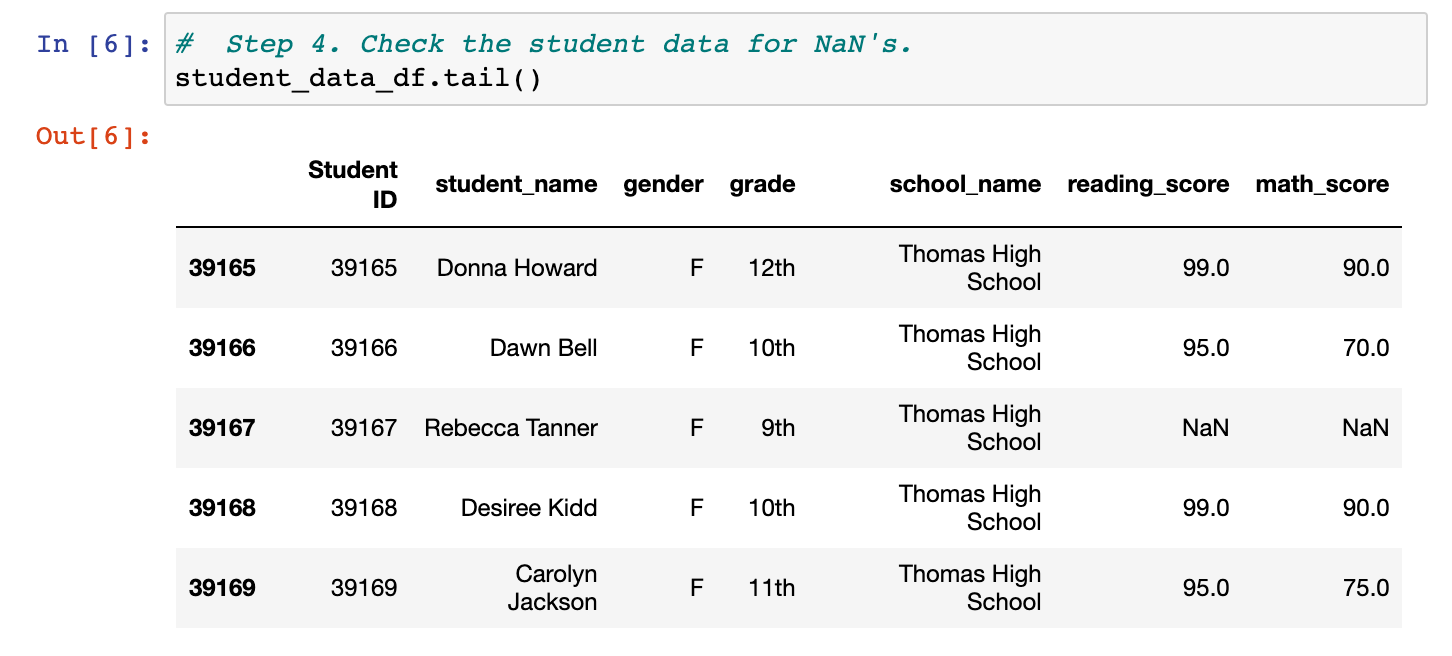 In [6]: #  Step 4. Check the student data for NaN's.
student_data_df.tail()
Out[6]:
Student ID student_name gender grade school_name reading_score math_score
39165 39165 Donna Howard F 12th Thomas High School 99.0 90.0
39166 39166 Dawn Bell F 10th Thomas High School 95.0 70.0
39167 39167 Rebecca Tanner F 9th Thomas High School NaN NaN
39168 39168 Desiree Kidd F 10th Thomas High School 99.0 90.0
39169 39169 Carolyn Jackson F 11th Thomas High School 95.0 75.0